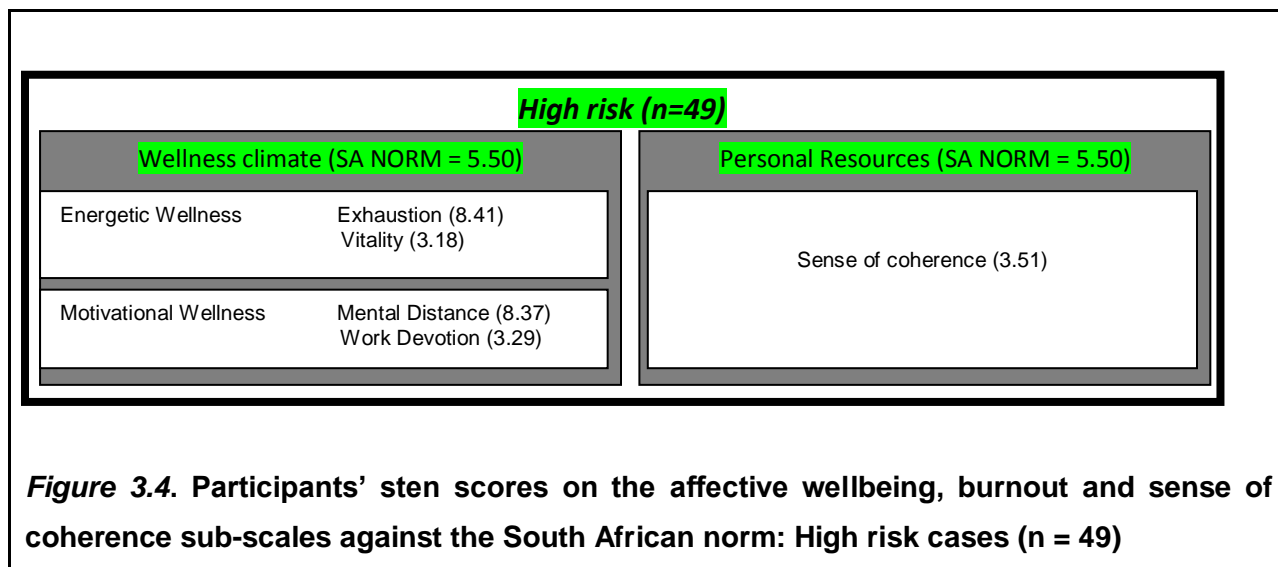 High risk (n=49)
Wellness climate (SA NORM = 5.50)
Energetic Wellness Exhaustion (8.41)
Vitality (3.18)
Motivational Wellness Mental Distance (8.37)
Work Devotion (3.29)
Personal Resources (SA NORM = 5.50)
Sense of coherence (3.51)
Figure 3.4. Participants’ sten scores on the affective wellbeing, burnout and sense of
coherence sub-scales against the South African norm: High risk cases (n = 49)